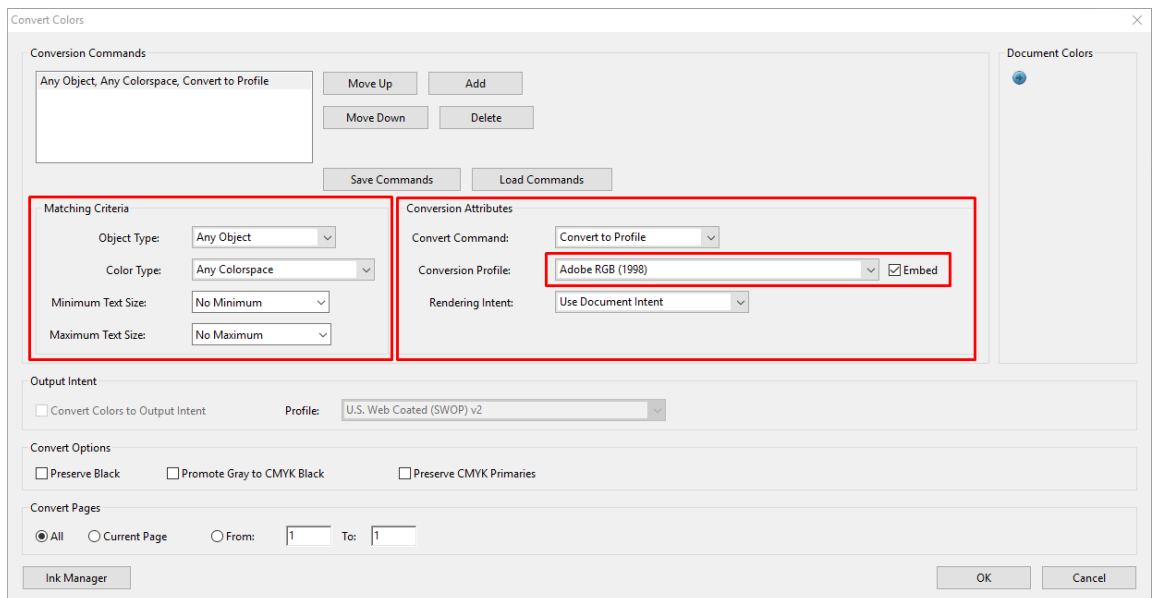 Convert Colors
Conversion Commands
Document Colors
Any Object, Any Colorspace, Convert to Profile
Move Up
Add
Move Down
Delete
Save Commands
Load Commands
Matching Criteria
Object Type: Any Object
Color Type: Any Colorspace
Minimum Text Size: No Minimum
Maximum Text Size: No Maximum
Conversion Attributes
Convert Command: Convert to Profile
Conversion Profile: Adobe RGB (1998) Embed
Rendering Intent: Use Document Intent
Output Intent
Convert Colors to Output Intent Profile: U.S. Web Coated (SWOP) v2
Convert Options
Preserve Black Promote Gray to CMYK Black Preserve CMYK Primaries
Convert Pages
All Current Page From: 1 To: 1
Ink Manager OK Cancel